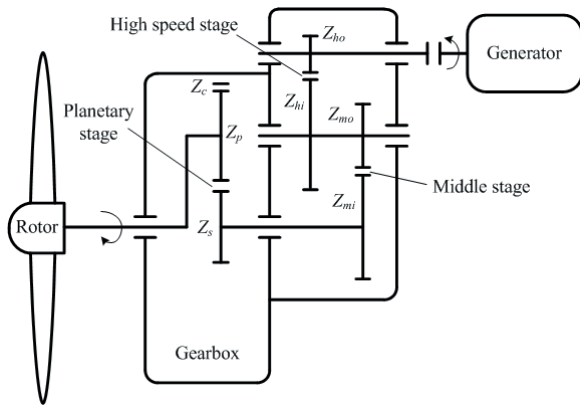 Z_ho
High speed stage
Generator
Z_c
Z_hi
Z_mo
Planetary
stage
Z_p
Middle stage
Z_mi
Rotor
Z_s
Gearbox